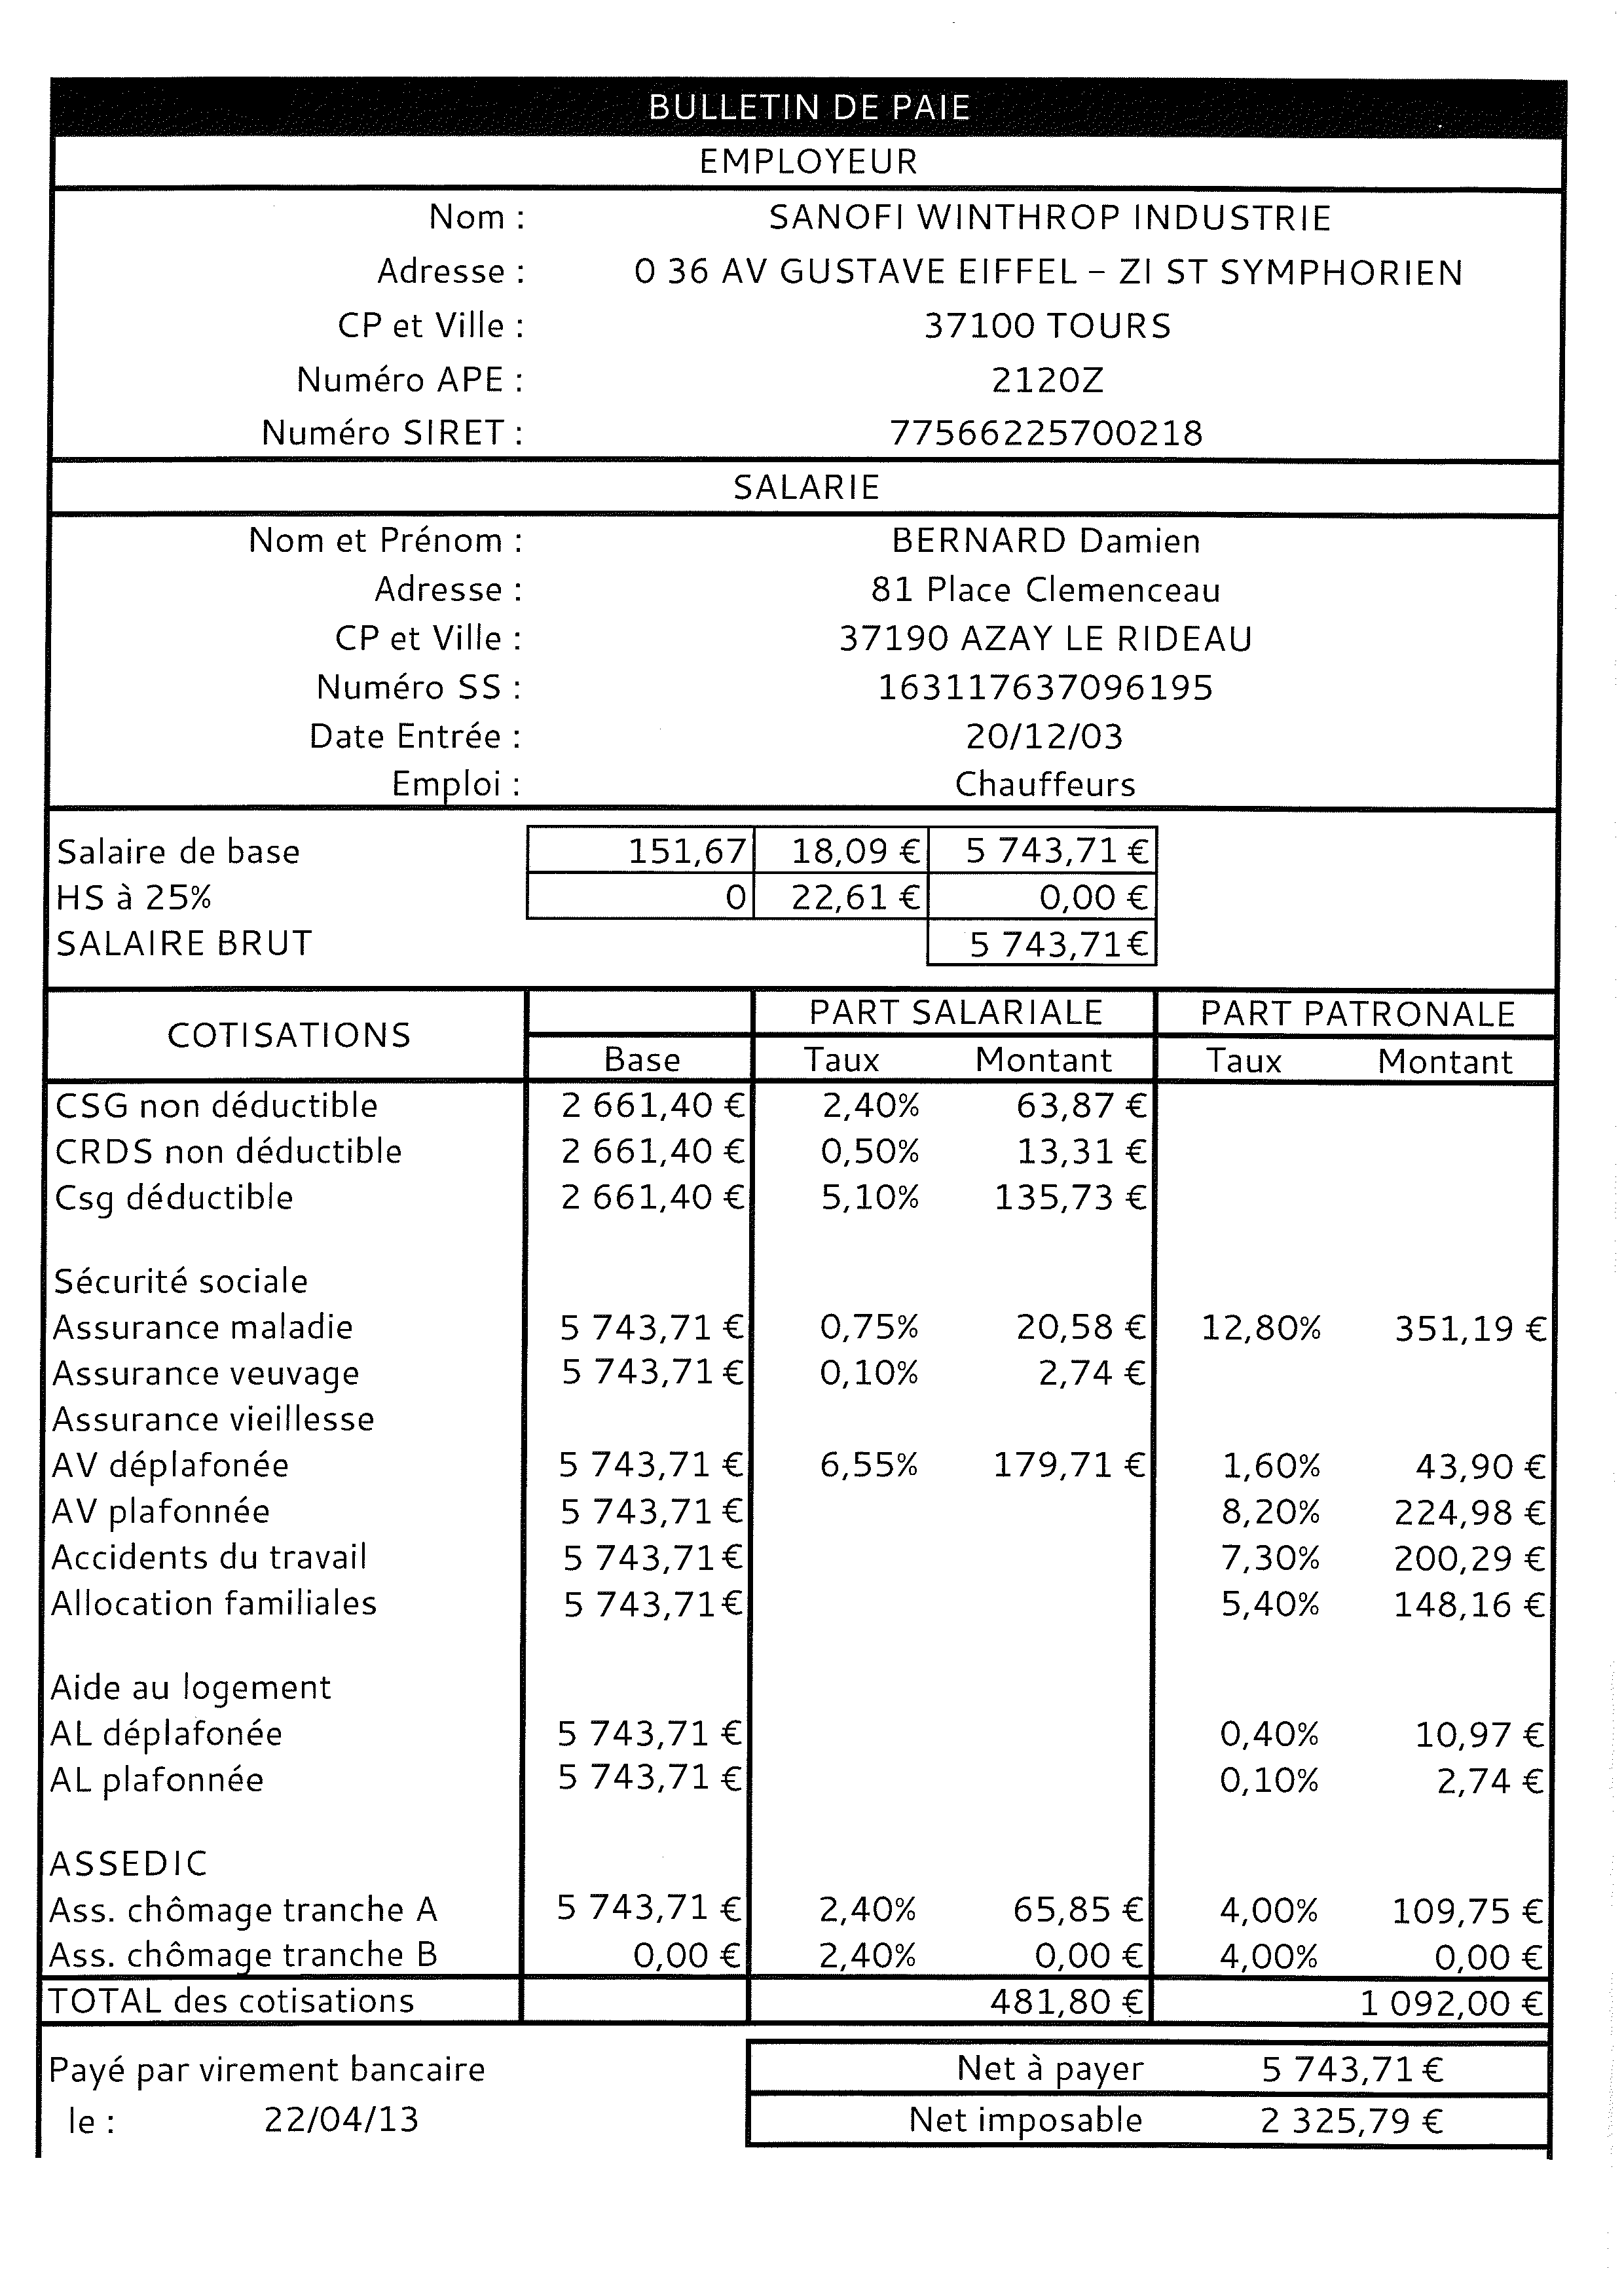 BULLETIN DE PAIE
EMPLOYEUR
Nom : SANOFI WINTHROP INDUSTRIE
Adresse : 0 36 AV GUSTAVE EIFFEL – ZI ST SYMPHORIEN
CP et Ville : 37100 TOURS
Numéro APE : 2120Z
Numéro SIRET : 77566225700218
SALARIE
Nom et Prénom : BERNARD Damien
Adresse : 81 Place Clemenceau
CP et Ville : 37190 AZAY LE RIDEAU
Numéro SS : 163117637096195
Date Entrée : 20/12/03
Emploi : Chauffeurs
Salaire de base 151,67 18,09 € 5 743,71 €
HS à 25% 0 22,61 € 0,00 €
SALAIRE BRUT 5 743,71 €
PART SALARIALE PART PATRONALE
COTISATIONS Base Taux Montant Taux Montant
CSG non déductible 2 661,40 € 2,40% 63,87 €
CRDS non déductible 2 661,40 € 0,50% 13,31 €
Csg déductible 2 661,40 € 5,10% 135,73 €
Sécurité sociale
Assurance maladie 5 743,71 € 0,75% 20,58 € 12,80% 351,19 €
Assurance veuvage 5 743,71 € 0,10% 2,74 €
Assurance vieillesse
AV déplafonée 5 743,71 € 6,55% 179,71 € 1,60% 43,90 €
AV plafonnée 5 743,71 € 8,20% 224,98 €
Accidents du travail 5 743,71 € 7,30% 200,29 €
Allocation familiales 5 743,71 € 5,40% 148,16 €
Aide au logement
AL déplafonée 5 743,71 € 0,40% 10,97 €
AL plafonnée 5 743,71 € 0,10% 2,74 €
ASSEDIC
Ass. chômage tranche A 5 743,71 € 2,40% 65,85 € 4,00% 109,75 €
Ass. chômage tranche B 0,00 € 2,40% 0,00 € 4,00% 0,00 €
TOTAL des cotisations 481,80 € 1 092,00 €
Payé par virement bancaire Net à payer 5 743,71 €
le : 22/04/13 Net imposable 2 325,79 €